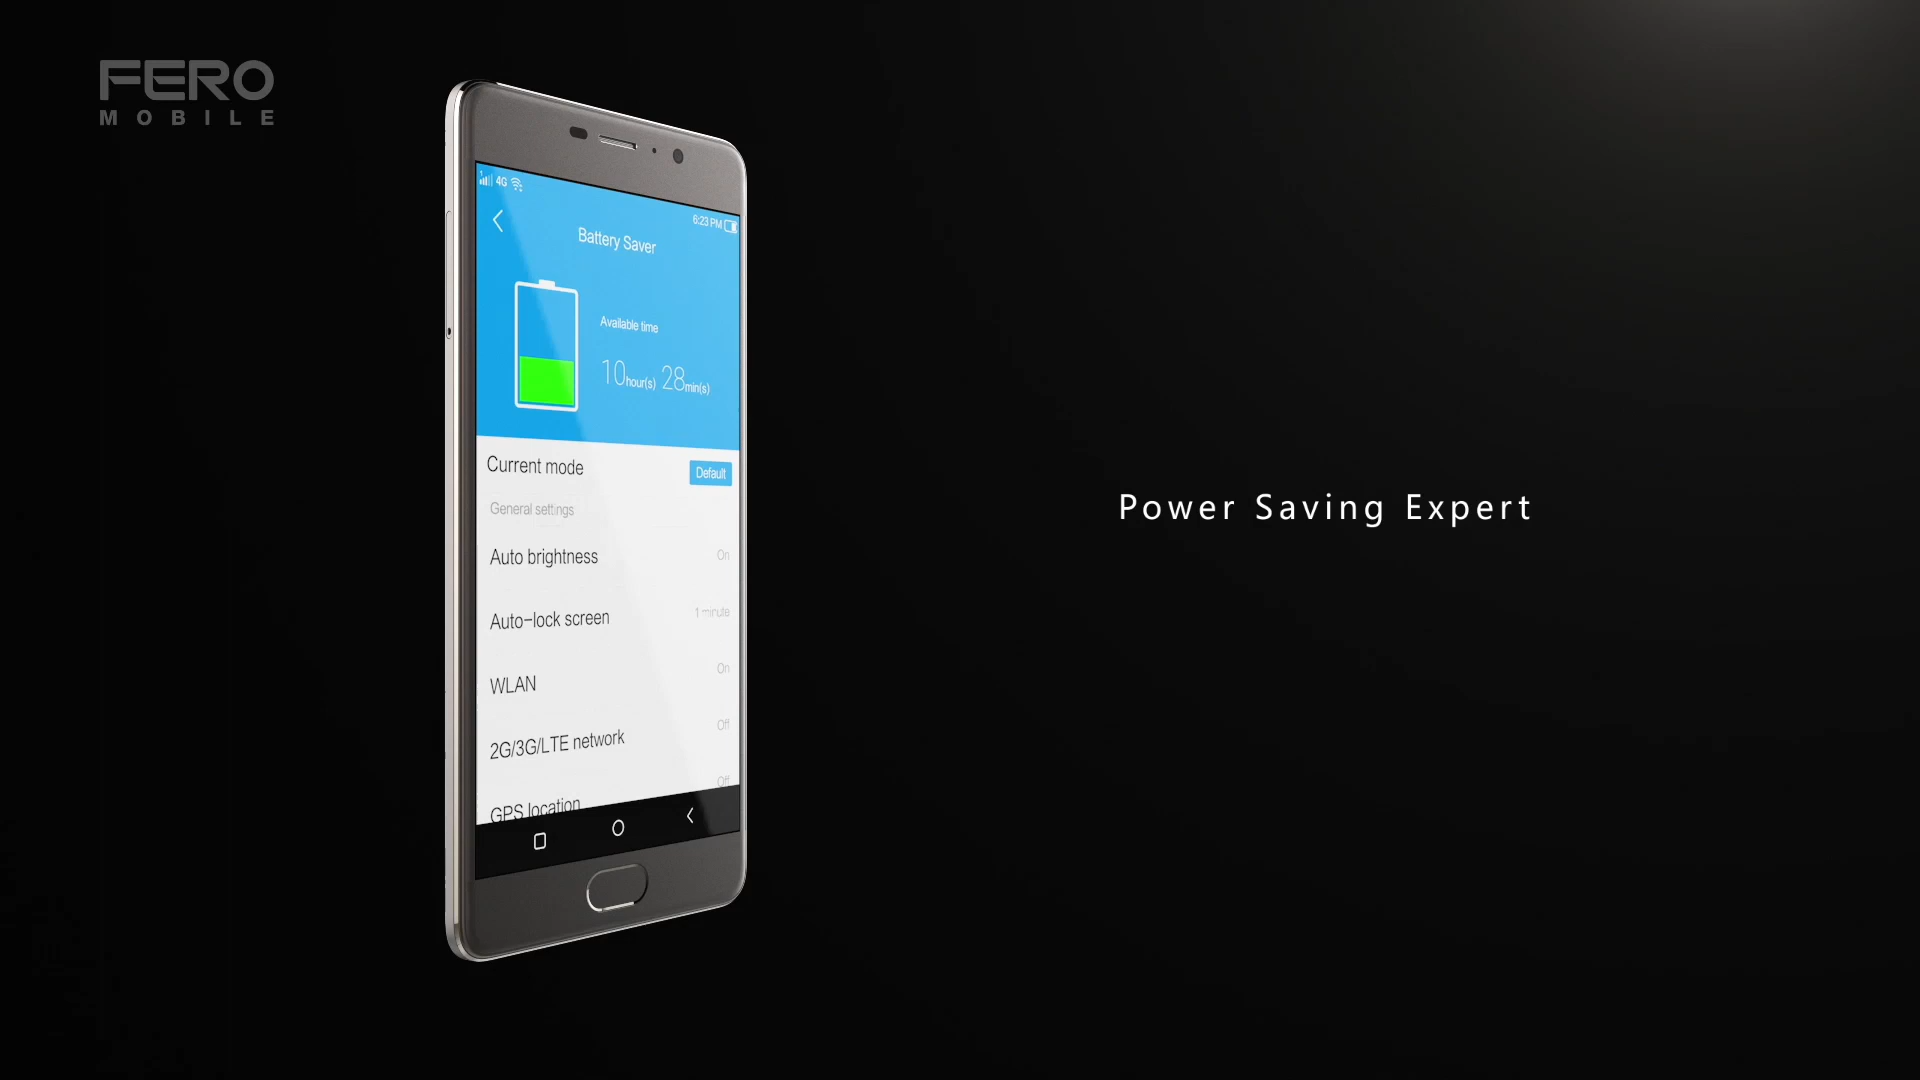 FERO
MOBILE
4G
6:23 PM
Battery Saver
Available time
10hour(s) 28min(s)
Current mode
Default
General settings
Auto brightness
On
Auto-lock screen
1 minute
WLAN
On
2G/3G/LTE network
Off
GPS location
Off
Power Saving Expert